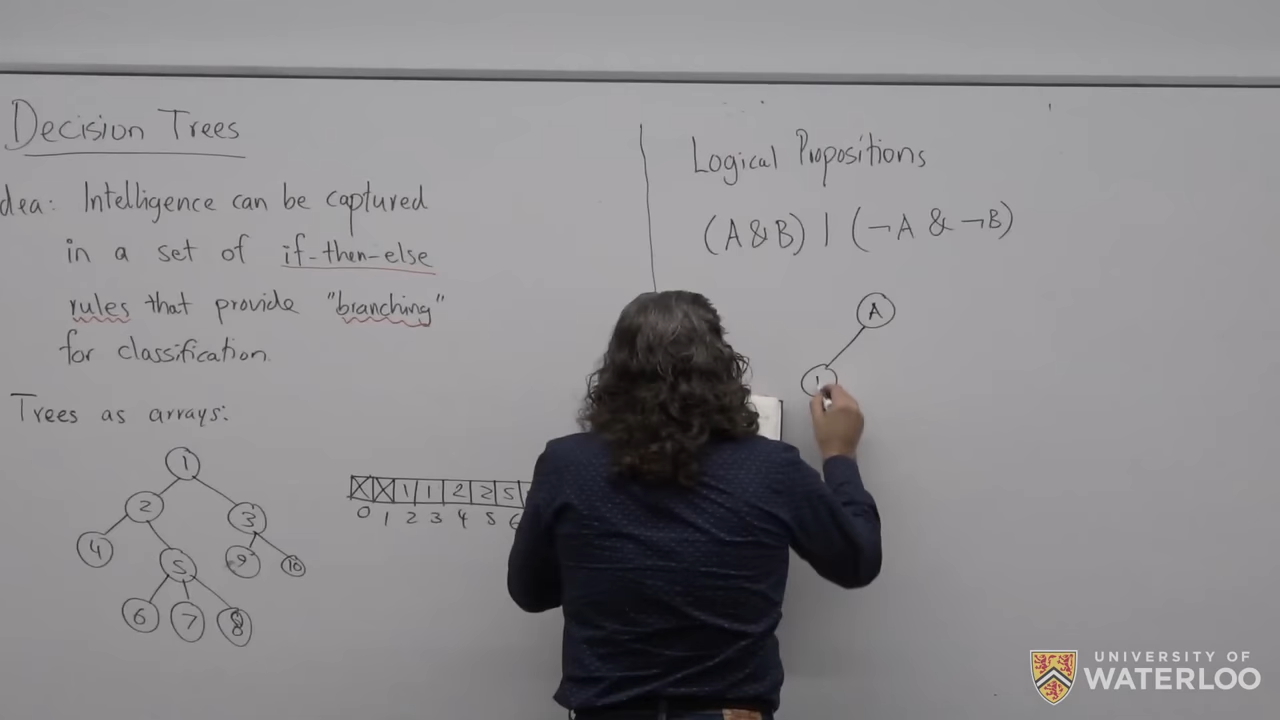 Decision Trees
dea: Intelligence can be captured
in a set of if-then-else
rules that provide "branching"
for classification.
Trees as arrays:
1
2 3
4 5 9 10
6 7 8
1 1 2 2 5
0 1 2 3 4 5 6
Logical Propositions
(A & B) | (¬A & ¬B)
A
1
UNIVERSITY OF
WATERLOO